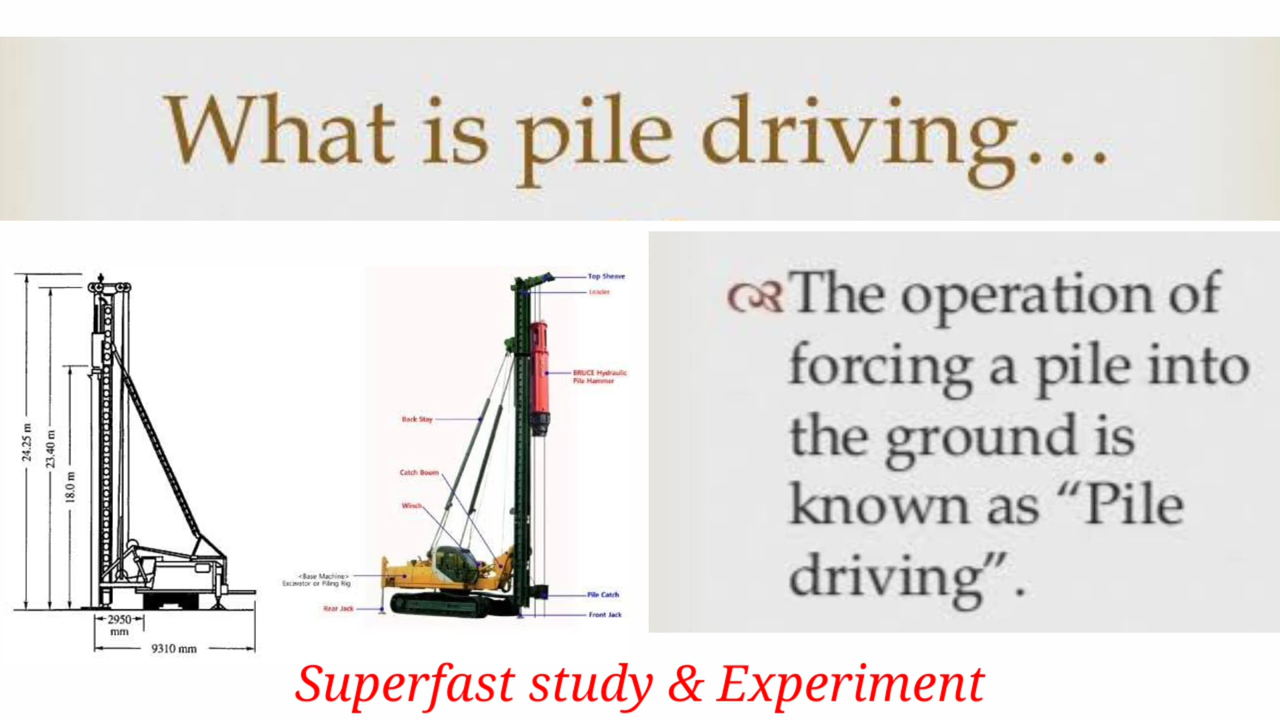 What is pile driving...
The operation of
forcing a pile into
the ground is
known as “Pile
driving”.
24.25 m
23.40 m
18.0 m
2950
mm
9310 mm
Top Sheave
Leader
BRUCE Hydraulic
Pile Hammer
Back Stay
Catch Boom
Winch
<Base Machine>
Excavator or Piling Rig
Rear Jack
Pile Catch
Front Jack
Superfast study & Experiment